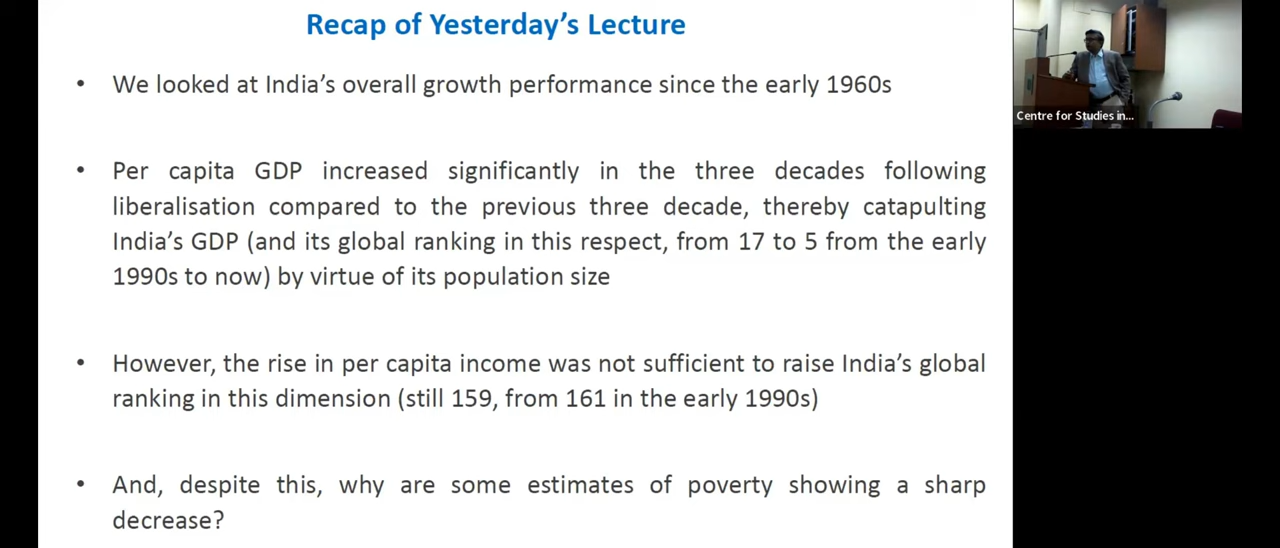 Recap of Yesterday's Lecture
• We looked at India's overall growth performance since the early 1960s
• Per capita GDP increased significantly in the three decades following
liberalisation compared to the previous three decade, thereby catapulting
India's GDP (and its global ranking in this respect, from 17 to 5 from the early
1990s to now) by virtue of its population size
• However, the rise in per capita income was not sufficient to raise India's global
ranking in this dimension (still 159, from 161 in the early 1990s)
• And, despite this, why are some estimates of poverty showing a sharp
decrease?
Centre for Studies in...